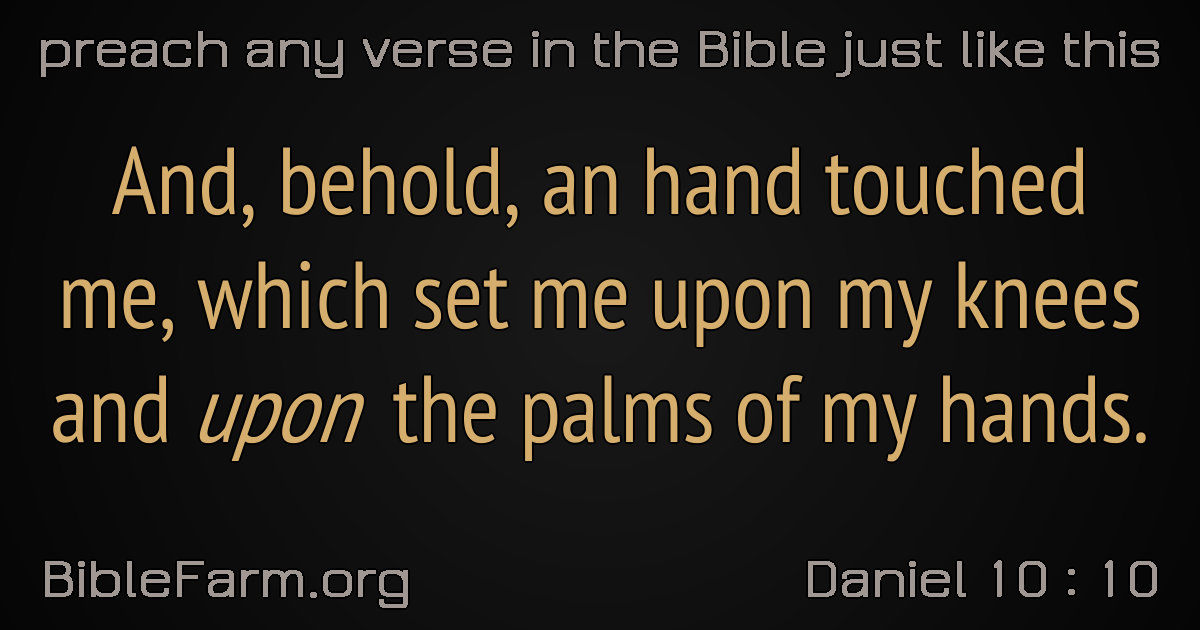 preach any verse in the Bible just like this
And, behold, an hand touched
me, which set me upon my knees
and upon the palms of my hands.
BibleFarm.org
Daniel 10 : 10